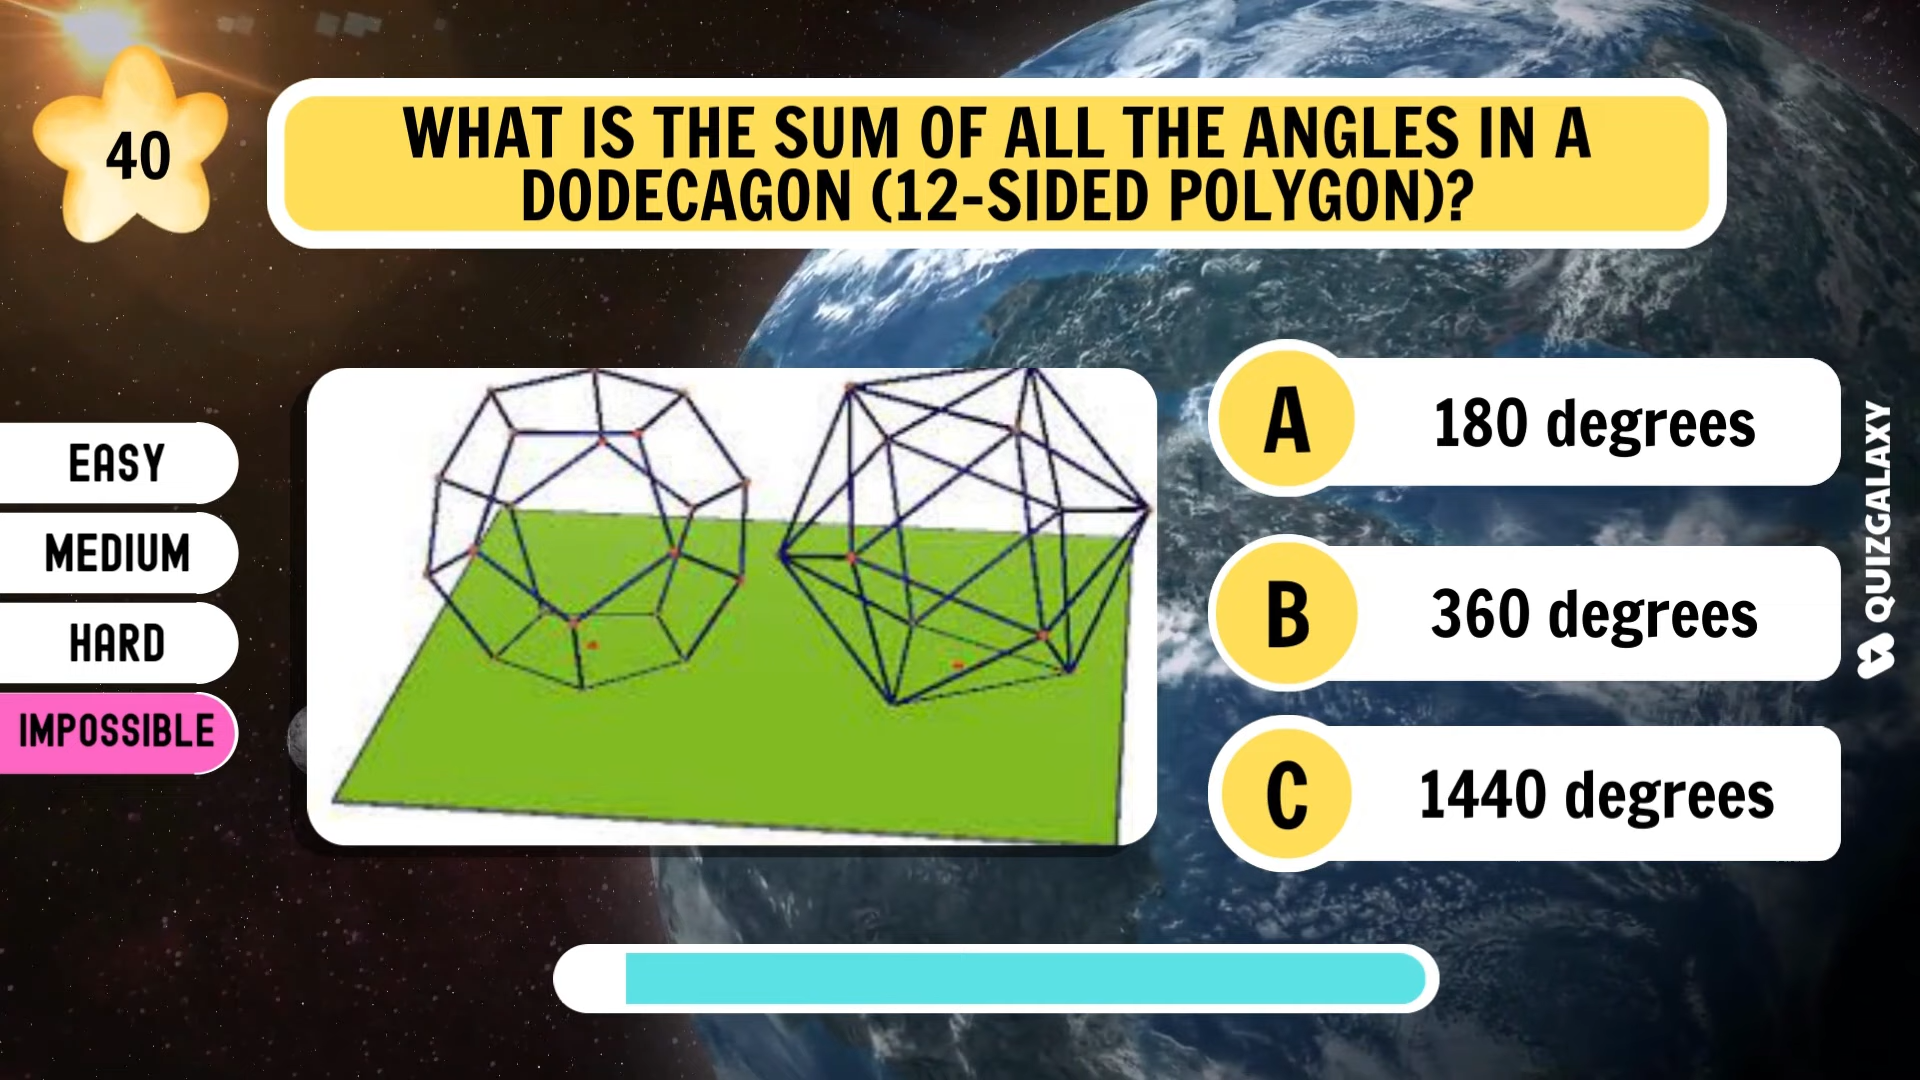 40
WHAT IS THE SUM OF ALL THE ANGLES IN A
DODECAGON (12-SIDED POLYGON)?
EASY
MEDIUM
HARD
IMPOSSIBLE
A
180 degrees
B
360 degrees
C
1440 degrees
QUIZGALAXY